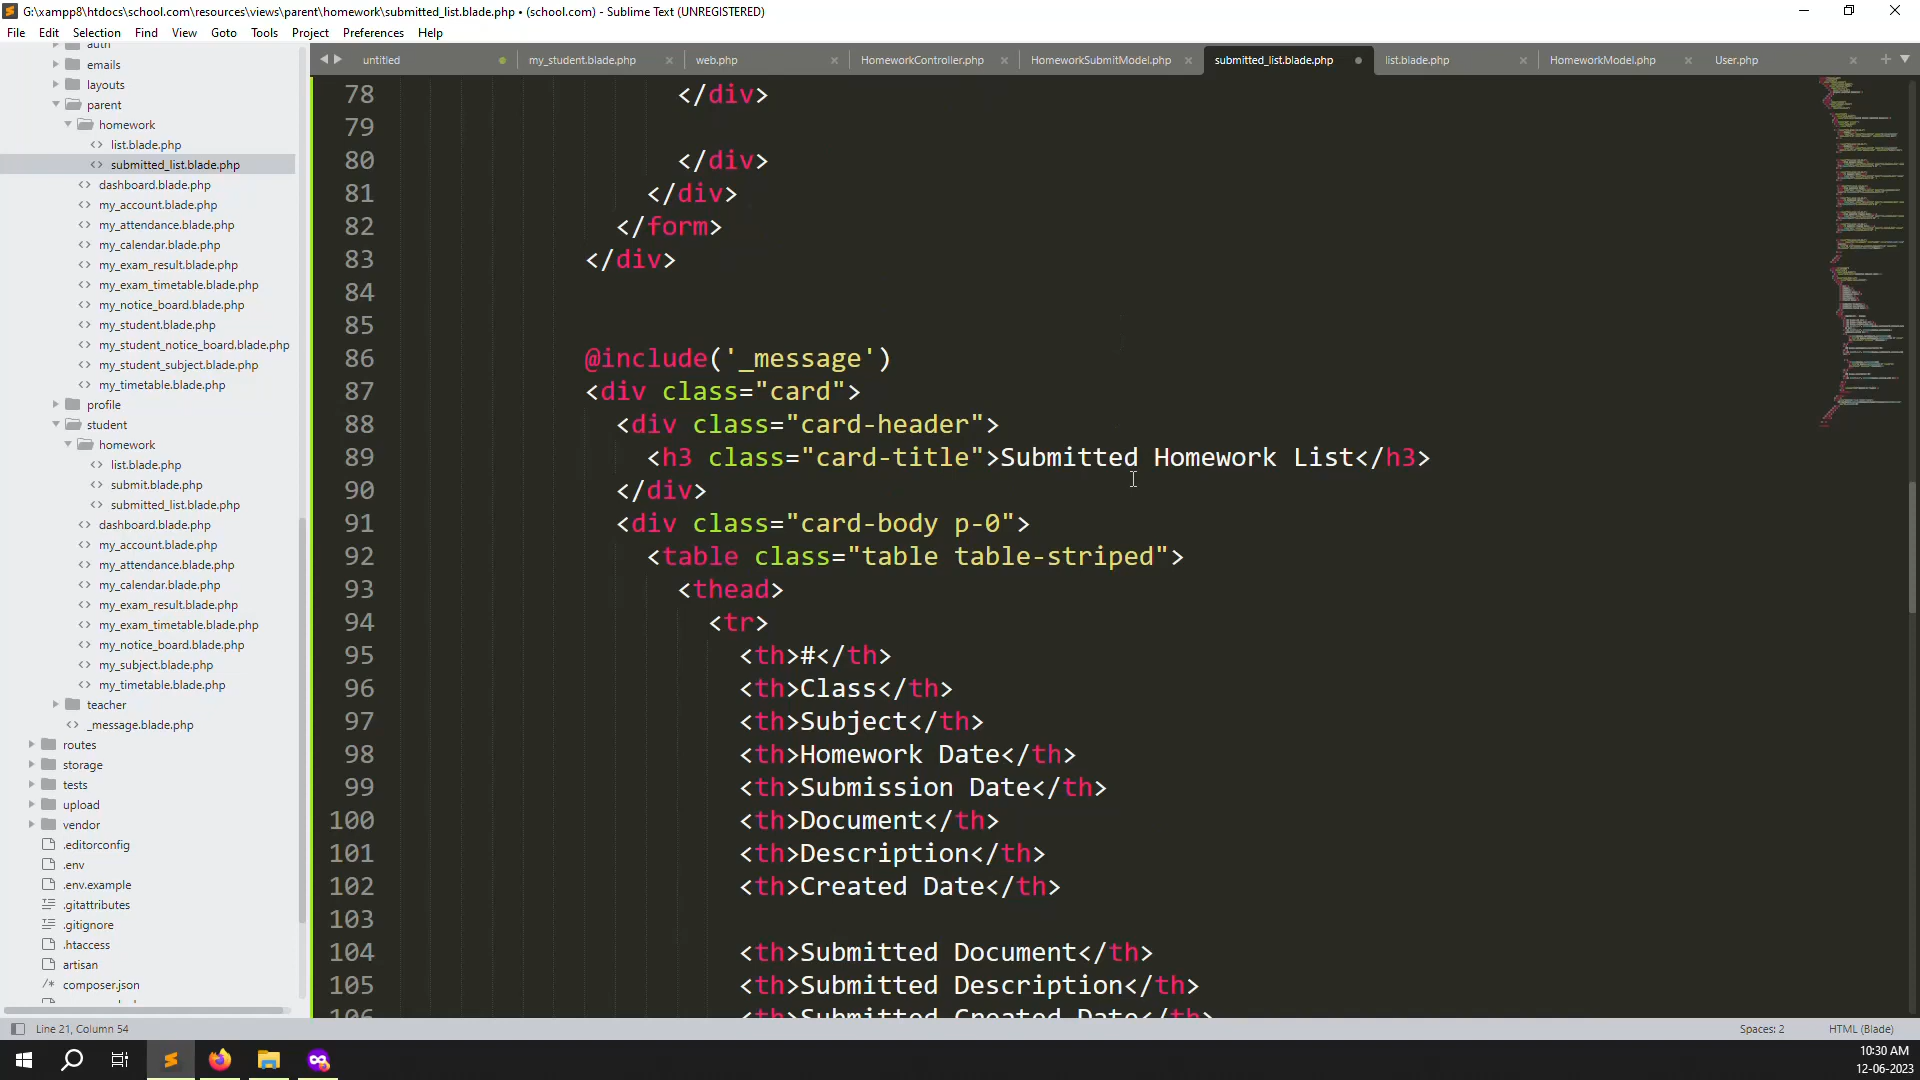 G:\xampp8\htdocs\school.com\resources\views\parent\homework\submitted_list.blade.php • (school.com) - Sublime Text (UNREGISTERED)
File Edit Selection Find View Goto Tools Project Preferences Help
untitled my_student.blade.php web.php HomeworkController.php HomeworkSubmitModel.php submitted_list.blade.php list.blade.php HomeworkModel.php User.php
auth
emails
layouts
parent
homework
list.blade.php
submitted_list.blade.php
dashboard.blade.php
my_account.blade.php
my_attendance.blade.php
my_calendar.blade.php
my_exam_result.blade.php
my_exam_timetable.blade.php
my_notice_board.blade.php
my_student.blade.php
my_student_notice_board.blade.php
my_student_subject.blade.php
my_timetable.blade.php
profile
student
homework
list.blade.php
submit.blade.php
submitted_list.blade.php
dashboard.blade.php
my_account.blade.php
my_attendance.blade.php
my_calendar.blade.php
my_exam_result.blade.php
my_exam_timetable.blade.php
my_notice_board.blade.php
my_subject.blade.php
my_timetable.blade.php
teacher
_message.blade.php
routes
storage
tests
upload
vendor
.editorconfig
.env
.env.example
.gitattributes
.gitignore
.htaccess
artisan
composer.json
78 </div>
79
80 </div>
81 </div>
82 </form>
83 </div>
84
85
86 @include('_message')
87 <div class="card">
88 <div class="card-header">
89 <h3 class="card-title">Submitted Homework List</h3>
90 </div>
91 <div class="card-body p-0">
92 <table class="table table-striped">
93 <thead>
94 <tr>
95 <th>#</th>
96 <th>Class</th>
97 <th>Subject</th>
98 <th>Homework Date</th>
99 <th>Submission Date</th>
100 <th>Document</th>
101 <th>Description</th>
102 <th>Created Date</th>
103
104 <th>Submitted Document</th>
105 <th>Submitted Description</th>
106 <th>Submitted Created Date</th>
Line 21, Column 54
Spaces: 2 HTML (Blade)
10:30 AM
12-06-2023